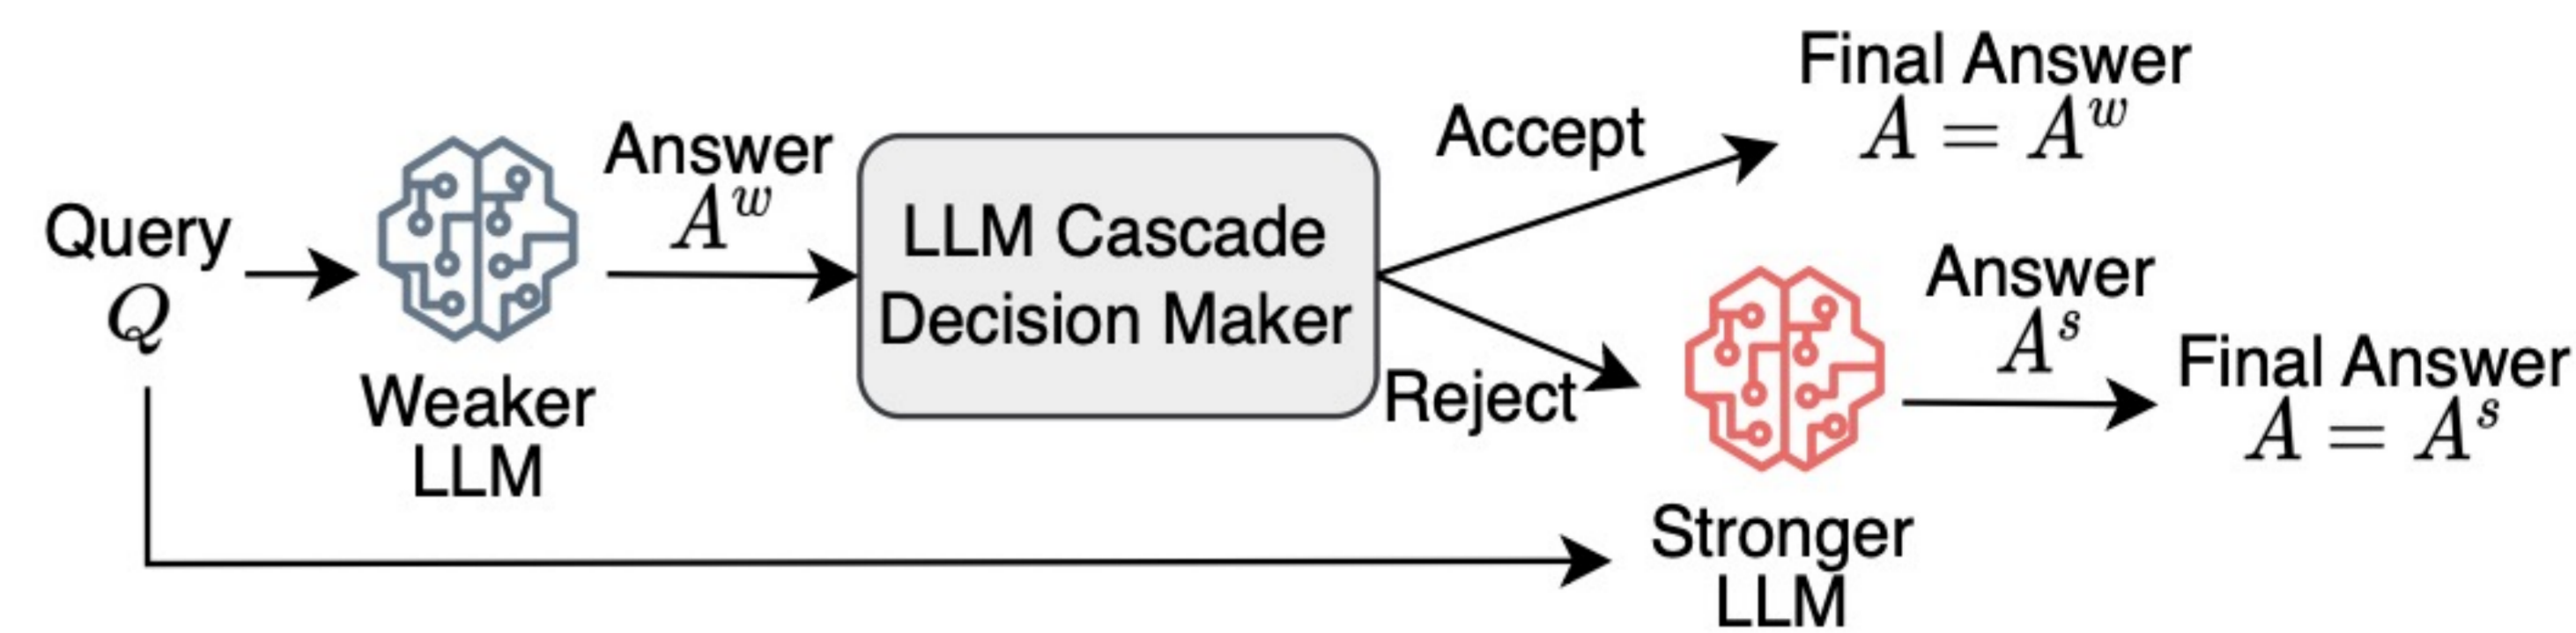 Query
Q
Weaker
LLM
Answer
A^w
LLM Cascade
Decision Maker
Accept
Final Answer
A = A^w
Reject
Stronger
LLM
Answer
A^s
Final Answer
A = A^s